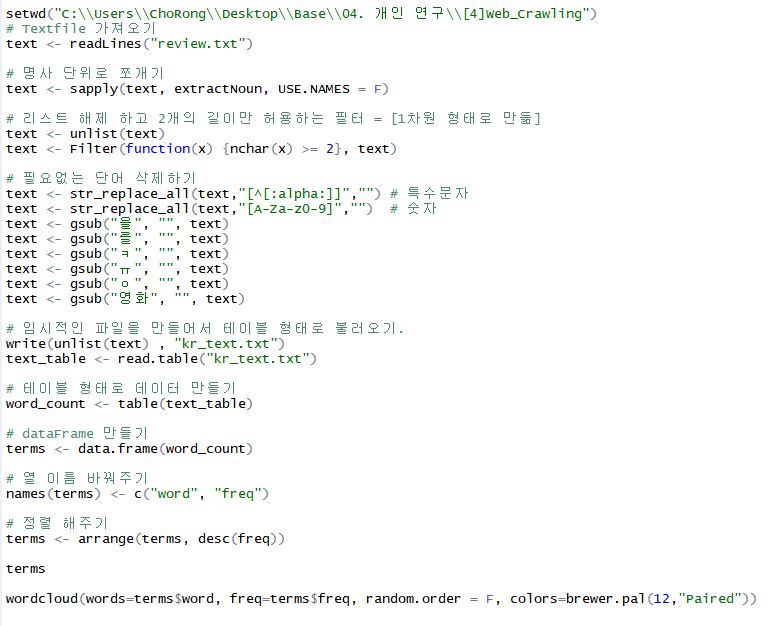 setwd("C:\\Users\\ChoRong\\Desktop\\Base\\04. 개인 연구\\[4]Web_Crawling")
# Textfile 가져오기
text <- readLines("review.txt")
# 명사 단위로 쪼개기
text <- sapply(text, extractNoun, USE.NAMES = F)
# 리스트 해제 하고 2개의 길이만 허용하는 필터 = [1차원 형태로 만듦]
text <- unlist(text)
text <- Filter(function(x) {nchar(x) >= 2}, text)
# 필요없는 단어 삭제하기
text <- str_replace_all(text,"[^[:alpha:]]","") # 특수문자
text <- str_replace_all(text,"[A-Za-z0-9]","")  # 숫자
text <- gsub("을", "", text)
text <- gsub("를", "", text)
text <- gsub("ㅋ", "", text)
text <- gsub("ㅠ", "", text)
text <- gsub("ㅇ", "", text)
text <- gsub("영화", "", text)
# 임시적인 파일을 만들어서 테이블 형태로 불러오기.
write(unlist(text) , "kr_text.txt")
text_table <- read.table("kr_text.txt")
# 테이블 형태로 데이터 만들기
word_count <- table(text_table)
# dataFrame 만들기
terms <- data.frame(word_count)
# 열 이름 바꿔주기
names(terms) <- c("word", "freq")
# 정렬 해주기
terms <- arrange(terms, desc(freq))
terms
wordcloud(words=terms$word, freq=terms$freq, random.order = F, colors=brewer.pal(12,"Paired"))